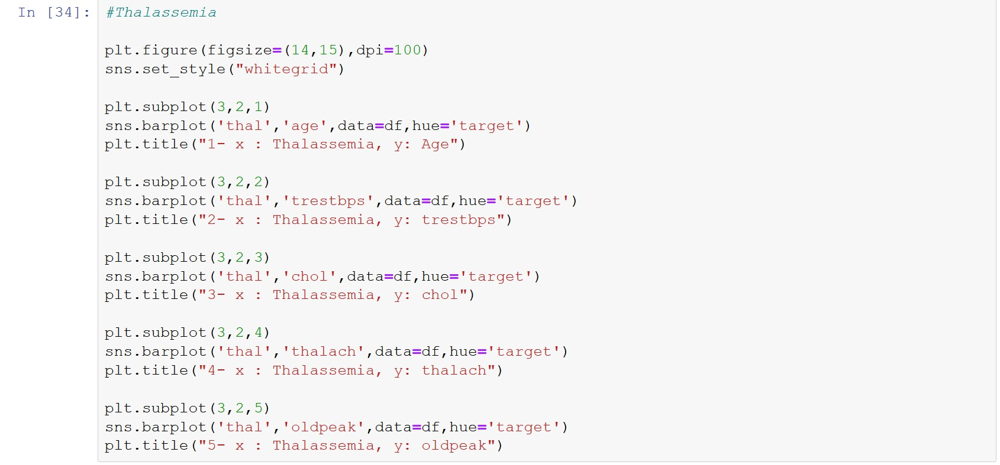 In [34]: #Thalassemia
plt.figure(figsize=(14,15),dpi=100)
sns.set_style("whitegrid")
plt.subplot(3,2,1)
sns.barplot('thal','age',data=df,hue='target')
plt.title("1- x : Thalassemia, y: Age")
plt.subplot(3,2,2)
sns.barplot('thal','trestbps',data=df,hue='target')
plt.title("2- x : Thalassemia, y: trestbps")
plt.subplot(3,2,3)
sns.barplot('thal','chol',data=df,hue='target')
plt.title("3- x : Thalassemia, y: chol")
plt.subplot(3,2,4)
sns.barplot('thal','thalach',data=df,hue='target')
plt.title("4- x : Thalassemia, y: thalach")
plt.subplot(3,2,5)
sns.barplot('thal','oldpeak',data=df,hue='target')
plt.title("5- x : Thalassemia, y: oldpeak")